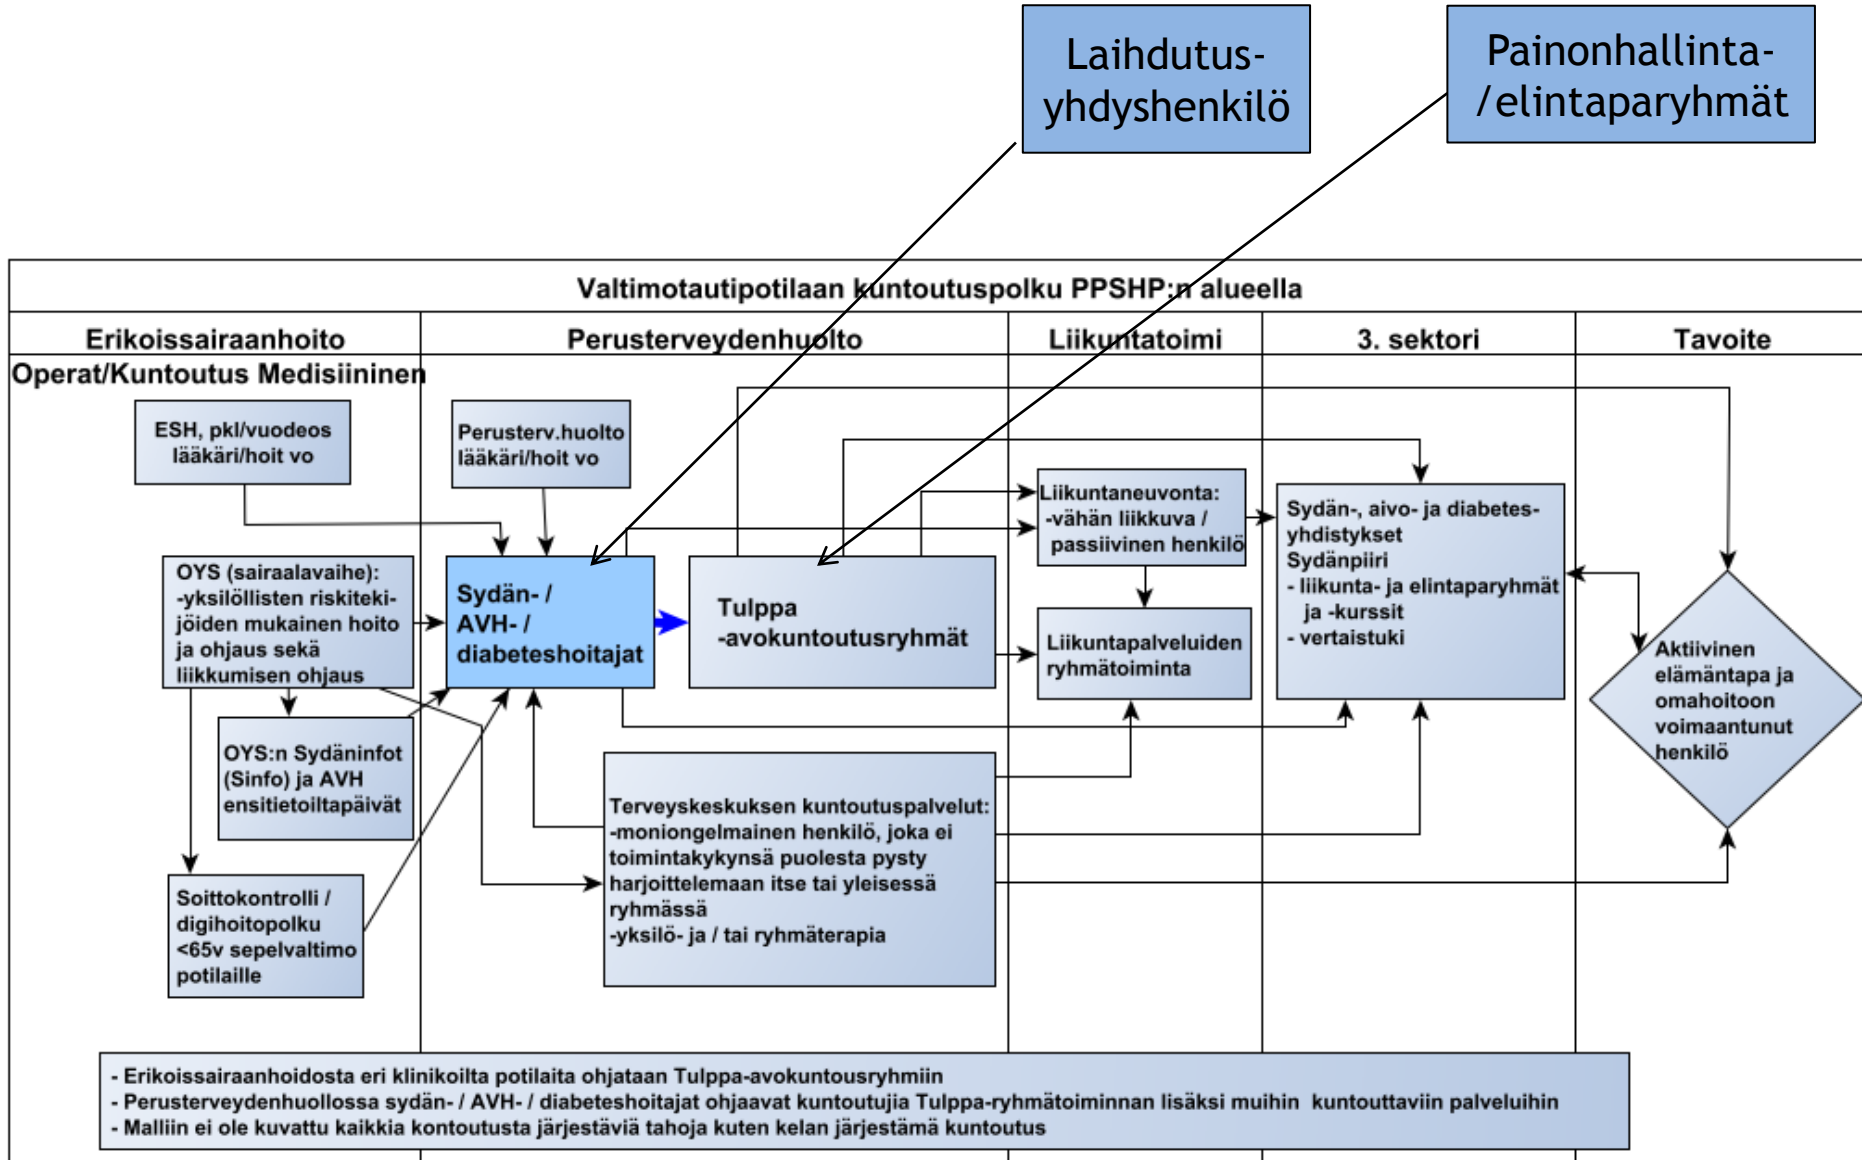 Laihdutus-
yhdyshenkilö
Painonhallinta-
/elintaparyhmät
Valtimotautipotilaan kuntoutuspolku PPSHP:n alueella
Erikoissairaanhoito
Perusterveydenhuolto
Liikuntatoimi
3. sektori
Tavoite
Operat/Kuntoutus Medisiininen
ESH, pkl/vuodeos
lääkäri/hoit vo
Perusterv.huolto
lääkäri/hoit vo
OYS (sairaalavaihe):
-yksilöllisten riskiteki-
jöiden mukainen hoito
ja ohjaus sekä
liikkumisen ohjaus
Sydän- /
AVH- /
diabeteshoitajat
Tulppa
-avokuntoutusryhmät
Liikuntaneuvonta:
-vähän liikkuva /
passiivinen henkilö
Liikuntapalveluiden
ryhmätoiminta
Sydän-, aivo- ja diabetes-
yhdistykset
Sydänpiiri
- liikunta- ja elintaparyhmät
ja -kurssit
- vertaistuki
Aktiivinen
elämäntapa ja
omahoitoon
voimaantunut
henkilö
OYS:n Sydäninfot
(Sinfo) ja AVH
ensitietoiltapäivät
Soittokontrolli /
digihoitopolku
<65v sepelvaltimo
potilaille
Terveyskeskuksen kuntoutuspalvelut:
-moniongelmainen henkilö, joka ei
toimintakykynsä puolesta pysty
harjoittelemaan itse tai yleisessä
ryhmässä
-yksilö- ja / tai ryhmäterapia
- Erikoissairaanhoidosta eri klinikoilta potilaita ohjataan Tulppa-avokuntousryhmiin
- Perusterveydenhuollossa sydän- / AVH- / diabeteshoitajat ohjaavat kuntoutujia Tulppa-ryhmätoiminnan lisäksi muihin kuntouttaviin palveluihin
- Malliin ei ole kuvattu kaikkia kontoutusta järjestäviä tahoja kuten kelan järjestämä kuntoutus